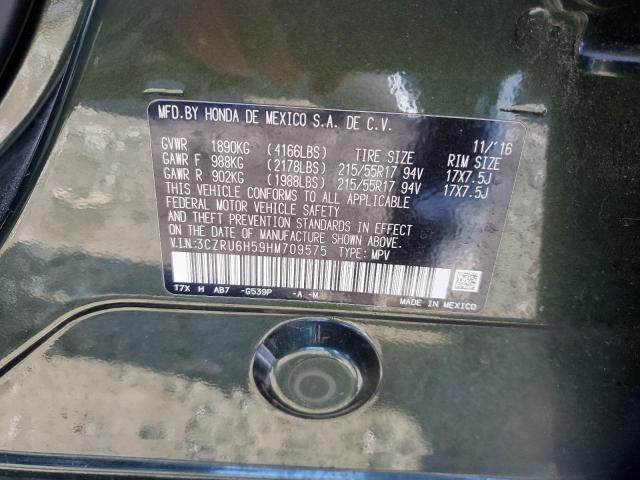 MFD.BY HONDA DE MEXICO S.A. DE C.V. 11/'16
GVWR 1890KG (4166LBS) TIRE SIZE RIM SIZE
GAWR F 988KG (2178LBS) 215/55R17 94V 17X7.5J
GAWR R 902KG (1988LBS) 215/55R17 94V 17X7.5J
THIS VEHICLE CONFORMS TO ALL APPLICABLE
FEDERAL MOTOR VEHICLE SAFETY
AND THEFT PREVENTION STANDARDS IN EFFECT
ON THE DATE OF MANUFACTURE SHOWN ABOVE.
V.I.N.:3CZRU6H59HM709575 TYPE: MPV
T7X H AB7 -G539P -A -M MADE IN MEXICO